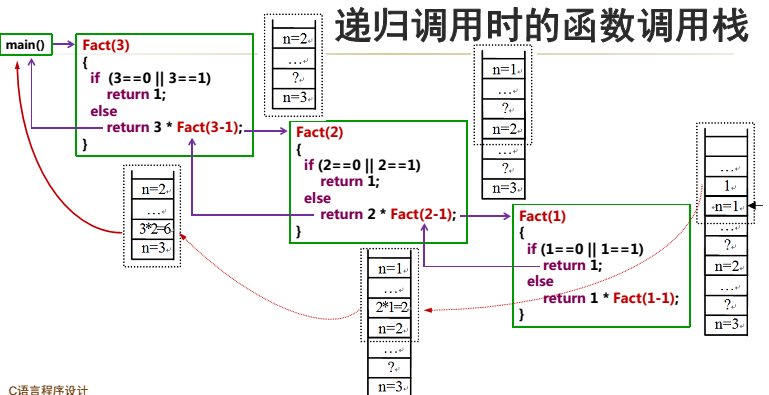 递归调用时的函数调用栈
main()
Fact(3)
{
if (3==0 || 3==1)
return 1;
else
return 3 * Fact(3-1);
}
n=2
…
?
n=3
Fact(2)
{
if (2==0 || 2==1)
return 1;
else
return 2 * Fact(2-1);
}
n=1
…
?
n=2
…
?
n=3
Fact(1)
{
if (1==0 || 1==1)
return 1;
else
return 1 * Fact(1-1);
}
…
1
n=1
…
?
n=2
…
?
n=3
n=1
…
2*1=2
n=2
…
?
n=3
n=2
…
3*2=6
n=3
C语言程序设计